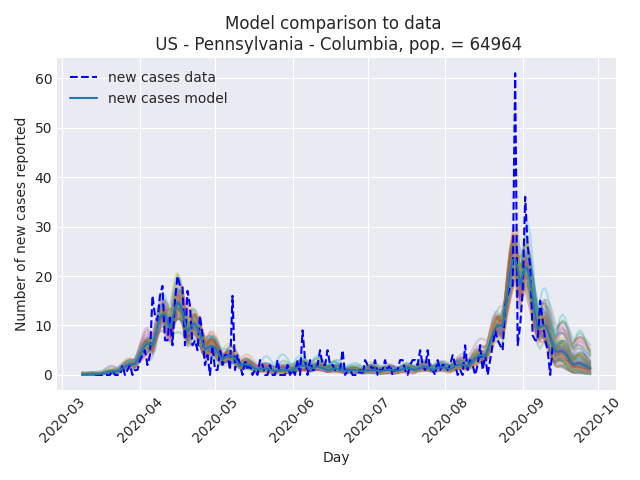 Model comparison to data
US - Pennsylvania - Columbia, pop. = 64964
new cases data
new cases model
Number of new cases reported
60
50
40
30
20
10
0
2020-03
2020-04
2020-05
2020-06
2020-07
2020-08
2020-09
2020-10
Day